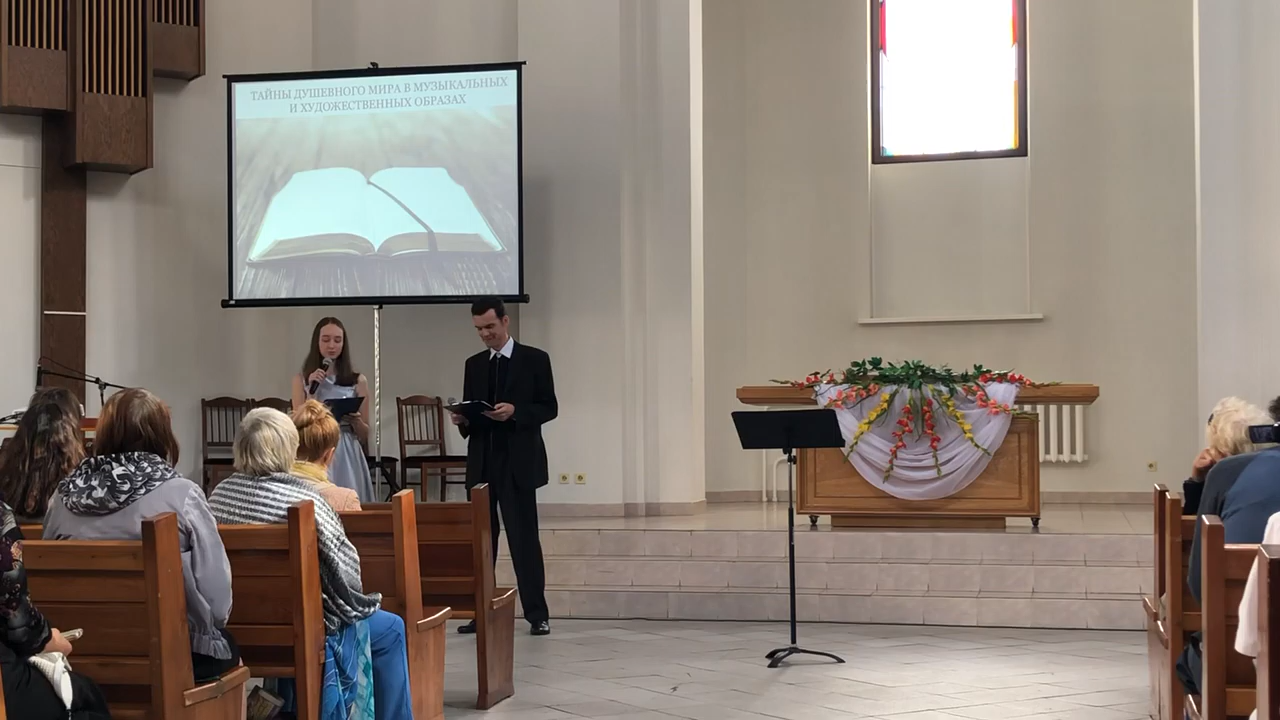 ТАЙНЫ ДУШЕВНОГО МИРА В МУЗЫКАЛЬНЫХ
И ХУДОЖЕСТВЕННЫХ ОБРАЗАХ